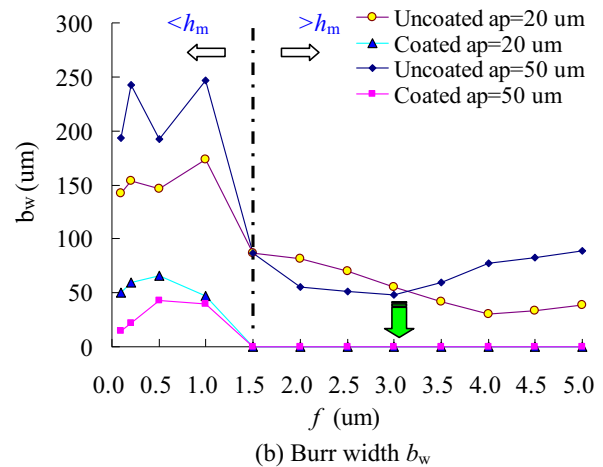 <hm
>hm
Uncoated ap=20 um
Coated ap=20 um
Uncoated ap=50 um
Coated ap=50 um
300
250
200
150
100
50
0
bw (um)
0.0 0.5 1.0 1.5 2.0 2.5 3.0 3.5 4.0 4.5 5.0
f (um)
(b) Burr width bw